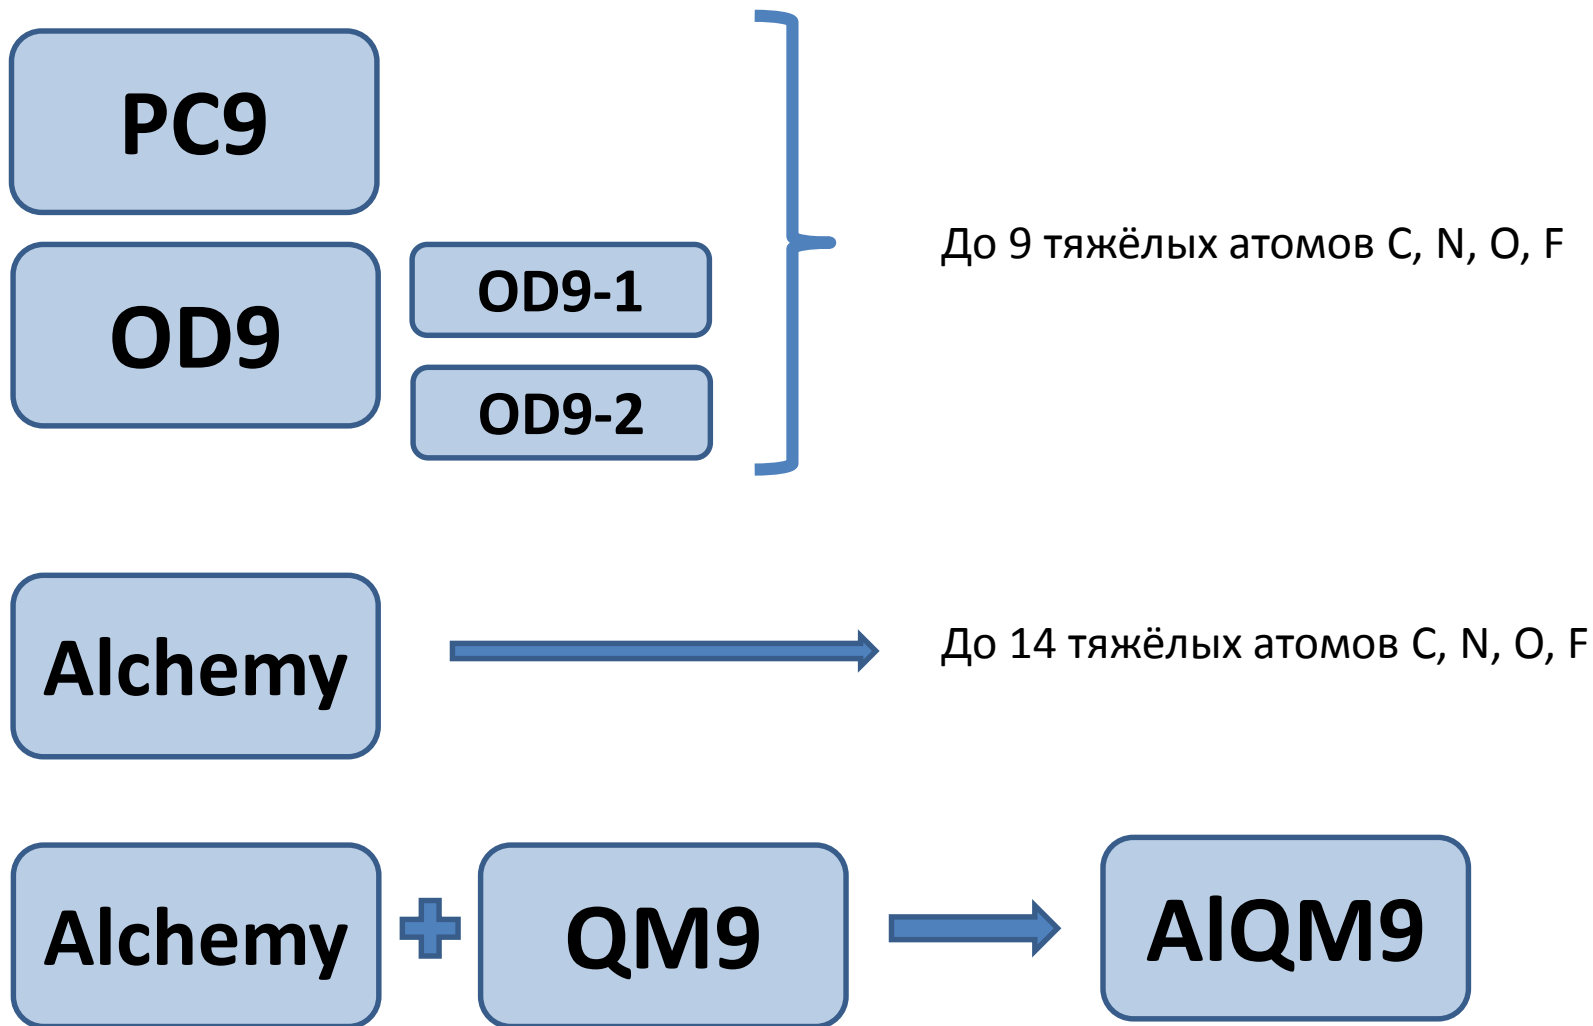 PC9
OD9
OD9-1
OD9-2
До 9 тяжёлых атомов C, N, O, F
Alchemy
До 14 тяжёлых атомов C, N, O, F
Alchemy
QM9
AlQM9